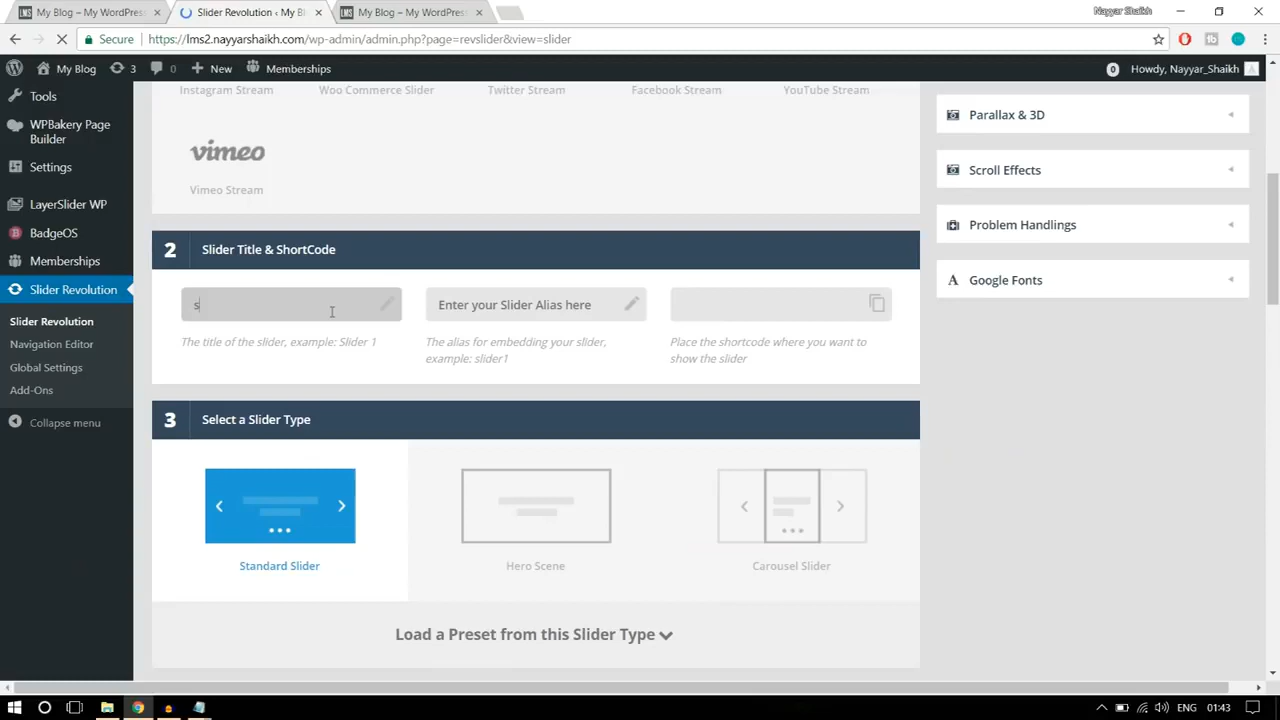 My Blog – My WordPress
Slider Revolution ‹ My Bl
My Blog – My WordPress
Nayyar Shaikh
Secure
https://lms2.nayyarshaikh.com/wp-admin/admin.php?page=revslider&view=slider
My Blog
3
0
New
Memberships
0
Howdy, Nayyar_Shaikh
Tools
WPBakery Page
Builder
Settings
LayerSlider WP
BadgeOS
Memberships
Slider Revolution
Slider Revolution
Navigation Editor
Global Settings
Add-Ons
Collapse menu
Instagram Stream
Woo Commerce Slider
Twitter Stream
Facebook Stream
YouTube Stream
vimeo
Vimeo Stream
2
Slider Title & ShortCode
s
Enter your Slider Alias here
The title of the slider, example: Slider 1
The alias for embedding your slider,
example: slider1
Place the shortcode where you want to
show the slider
3
Select a Slider Type
Standard Slider
Hero Scene
Carousel Slider
Load a Preset from this Slider Type
Parallax & 3D
Scroll Effects
Problem Handlings
A Google Fonts
ENG
01:43